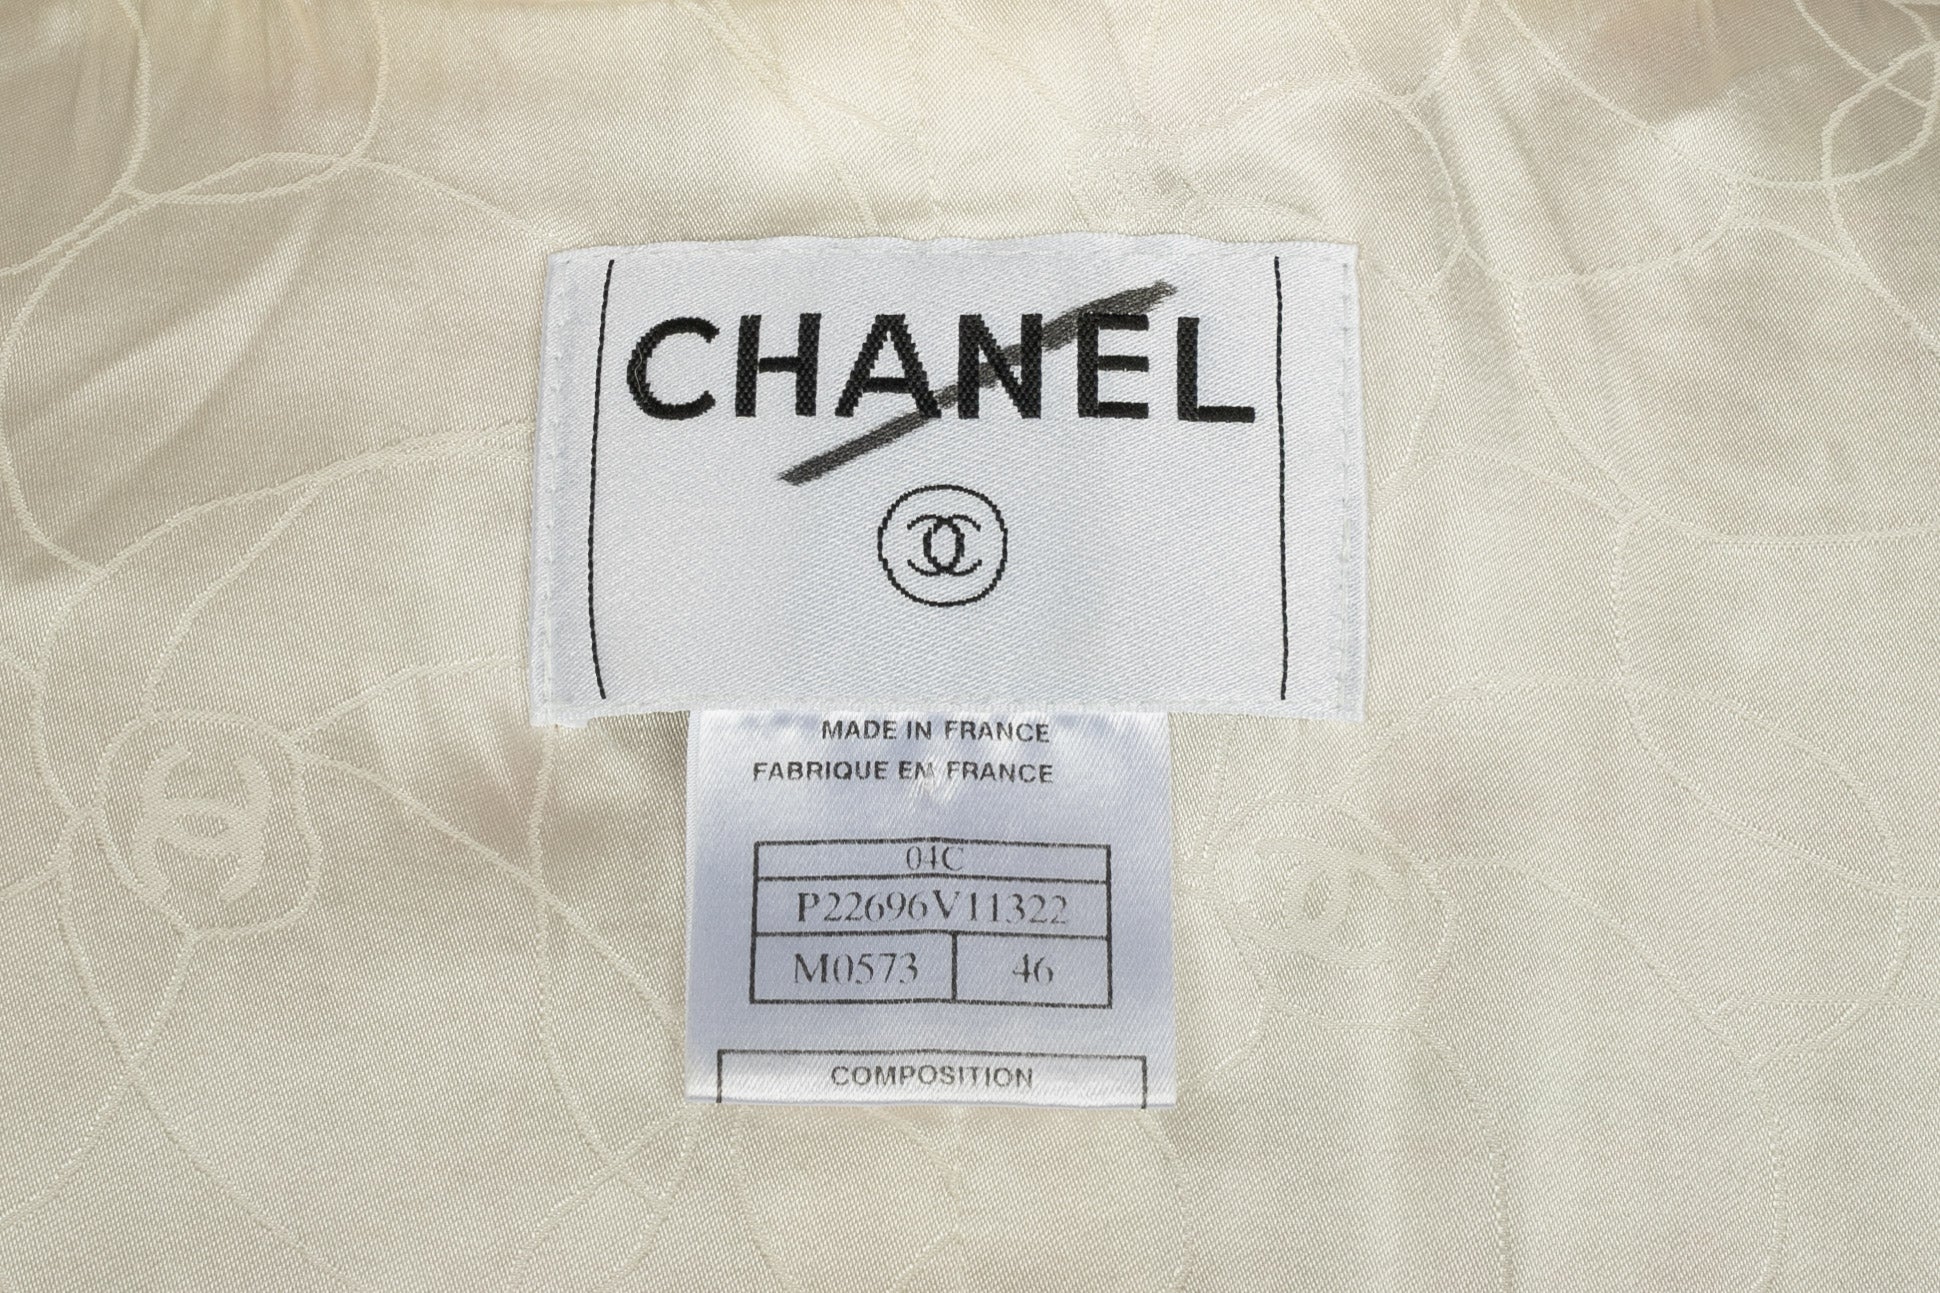 CHANEL
MADE IN FRANCE
FABRIQUE EN FRANCE
04C
P22696V11322
M0573 46
COMPOSITION